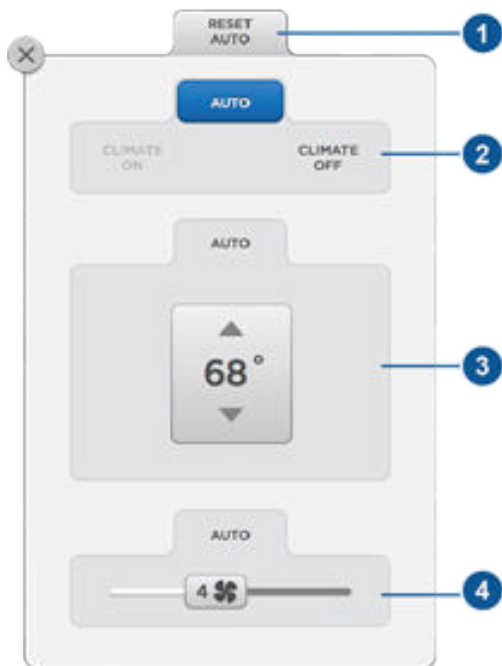 RESET
AUTO
1
AUTO
CLIMATE
ON
CLIMATE
OFF
2
AUTO
68°
3
AUTO
4
4